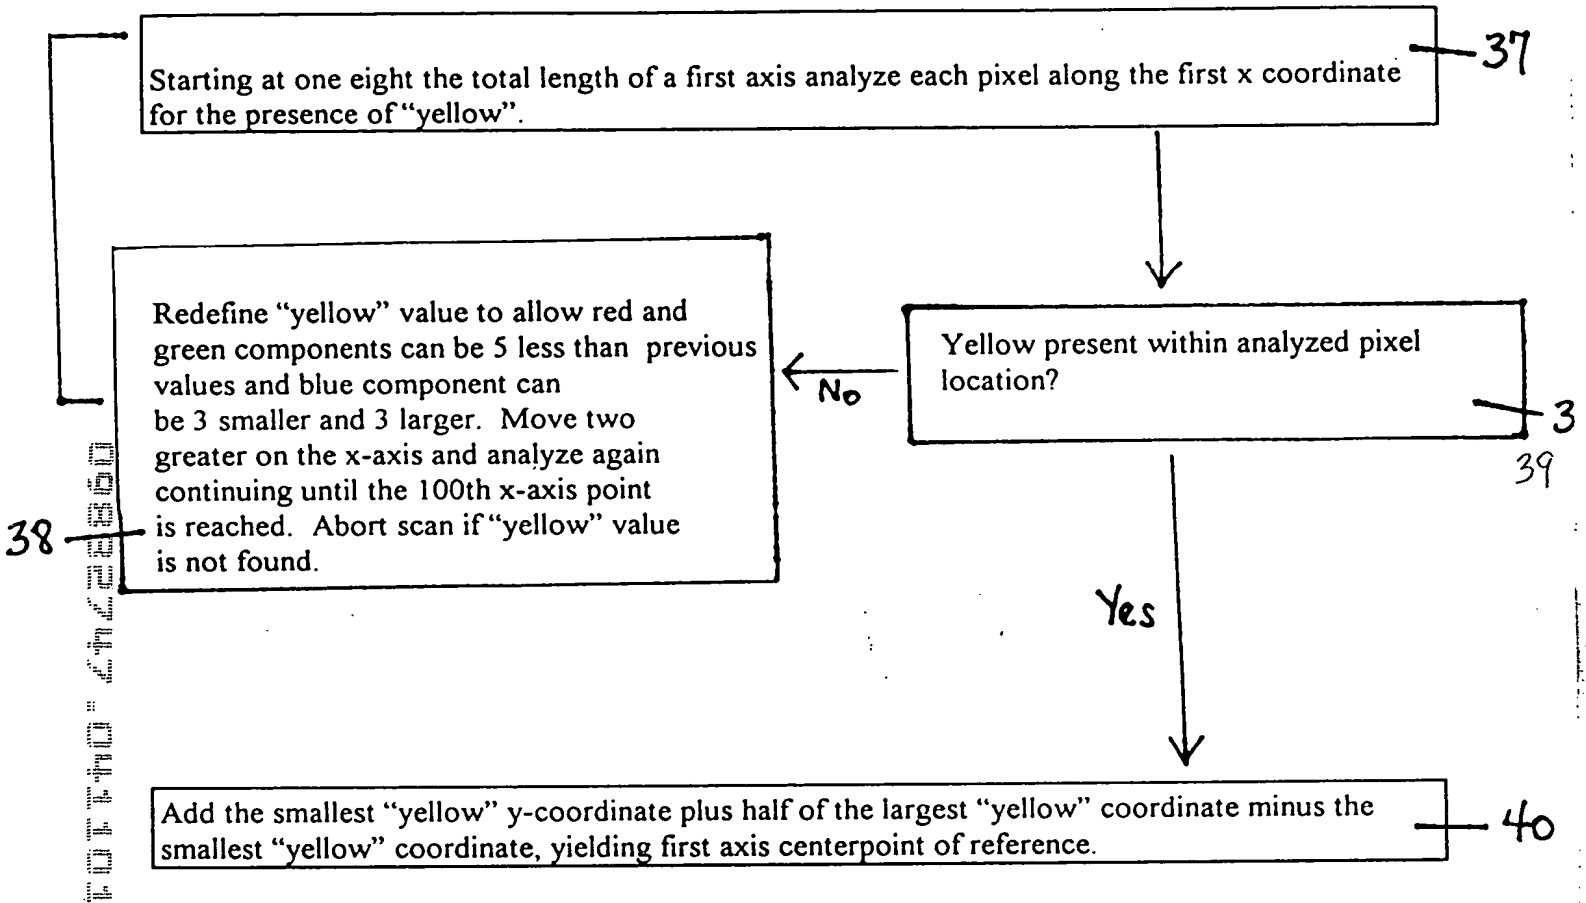 37
Starting at one eight the total length of a first axis analyze each pixel along the first x coordinate
for the presence of “yellow”.
Redefine “yellow” value to allow red and
green components can be 5 less than previous
values and blue component can
be 3 smaller and 3 larger. Move two
greater on the x-axis and analyze again
continuing until the 100th x-axis point
is reached. Abort scan if “yellow” value
is not found.
38
No
Yellow present within analyzed pixel
location?
3
39
Yes
Add the smallest “yellow” y-coordinate plus half of the largest “yellow” coordinate minus the
smallest “yellow” coordinate, yielding first axis centerpoint of reference.
40